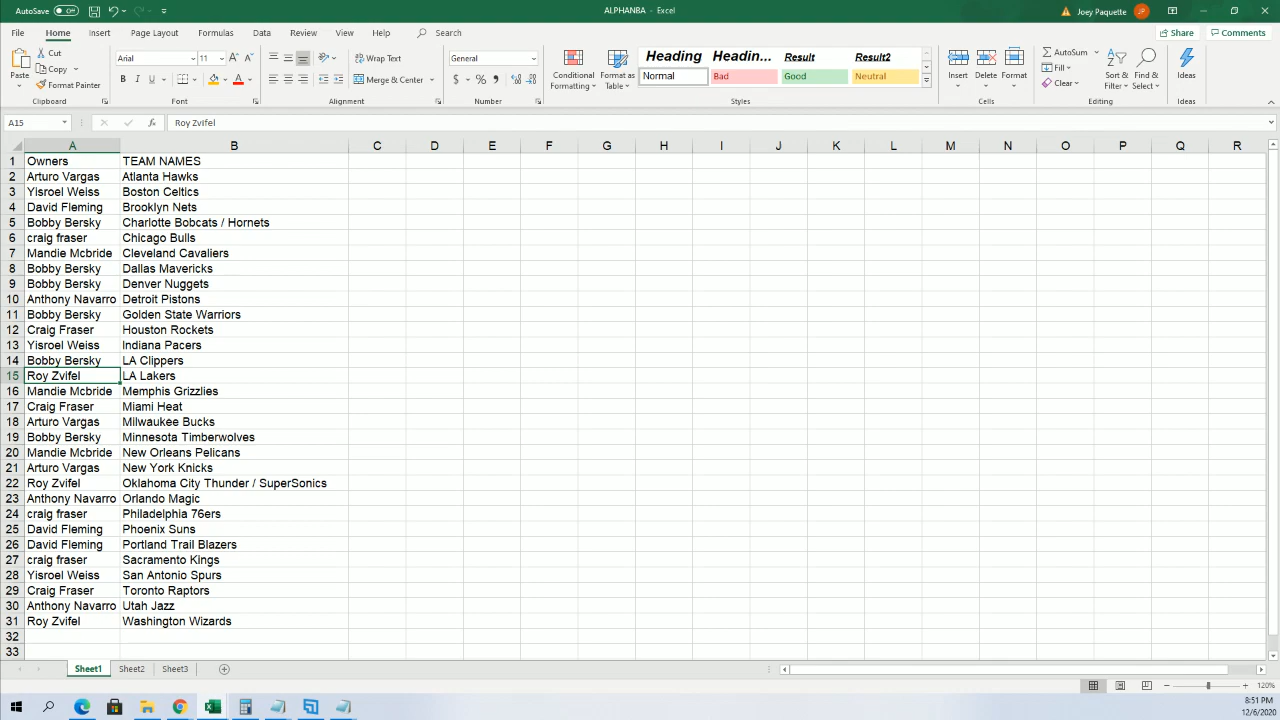 AutoSave Off
ALPHANBA - Excel
Joey Paquette JP
File Home Insert Page Layout Formulas Data Review View Help Search Share Comments
Paste
Cut
Copy
Format Painter
Clipboard
Arial 11
B I U
Font
Wrap Text
Merge & Center
Alignment
General
$ % ,
Number
Conditional Formatting
Format as Table
Heading Headin... Result Result2
Normal Bad Good Neutral
Styles
Insert Delete Format
Cells
AutoSum
Fill
Clear
Sort & Filter
Find & Select
Editing
Ideas
Ideas
A15 fx Roy Zvifel
A B C D E F G H I J K L M N O P Q R
1 Owners TEAM NAMES
2 Arturo Vargas Atlanta Hawks
3 Yisroel Weiss Boston Celtics
4 David Fleming Brooklyn Nets
5 Bobby Bersky Charlotte Bobcats / Hornets
6 craig fraser Chicago Bulls
7 Mandie Mcbride Cleveland Cavaliers
8 Bobby Bersky Dallas Mavericks
9 Bobby Bersky Denver Nuggets
10 Anthony Navarro Detroit Pistons
11 Bobby Bersky Golden State Warriors
12 Craig Fraser Houston Rockets
13 Yisroel Weiss Indiana Pacers
14 Bobby Bersky LA Clippers
15 Roy Zvifel LA Lakers
16 Mandie Mcbride Memphis Grizzlies
17 Craig Fraser Miami Heat
18 Arturo Vargas Milwaukee Bucks
19 Bobby Bersky Minnesota Timberwolves
20 Mandie Mcbride New Orleans Pelicans
21 Arturo Vargas New York Knicks
22 Roy Zvifel Oklahoma City Thunder / SuperSonics
23 Anthony Navarro Orlando Magic
24 craig fraser Philadelphia 76ers
25 David Fleming Phoenix Suns
26 David Fleming Portland Trail Blazers
27 craig fraser Sacramento Kings
28 Yisroel Weiss San Antonio Spurs
29 Craig Fraser Toronto Raptors
30 Anthony Navarro Utah Jazz
31 Roy Zvifel Washington Wizards
32
33
Sheet1 Sheet2 Sheet3
120%
8:51 PM
12/6/2020